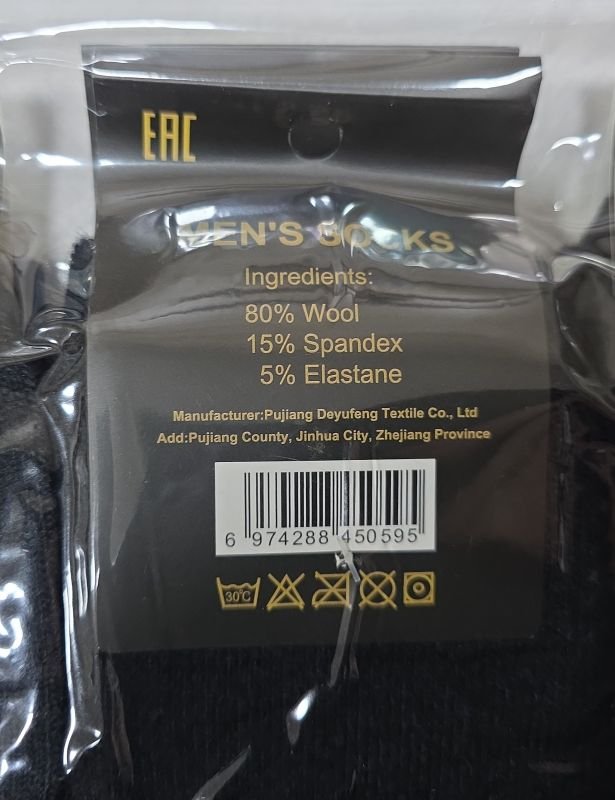 EAC
MEN'S SOCKS
Ingredients:
80% Wool
15% Spandex
5% Elastane
Manufacturer:Pujiang Deyufeng Textile Co., Ltd
Add:Pujiang County, Jinhua City, Zhejiang Province
6 974288 450595
30°C